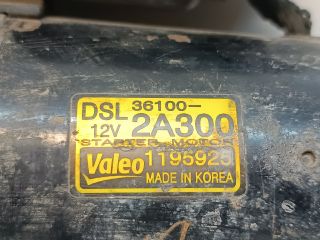 DSL 36100-
12V 2A300
STARTER MOTOR
Valeo 1195923
MADE IN KOREA